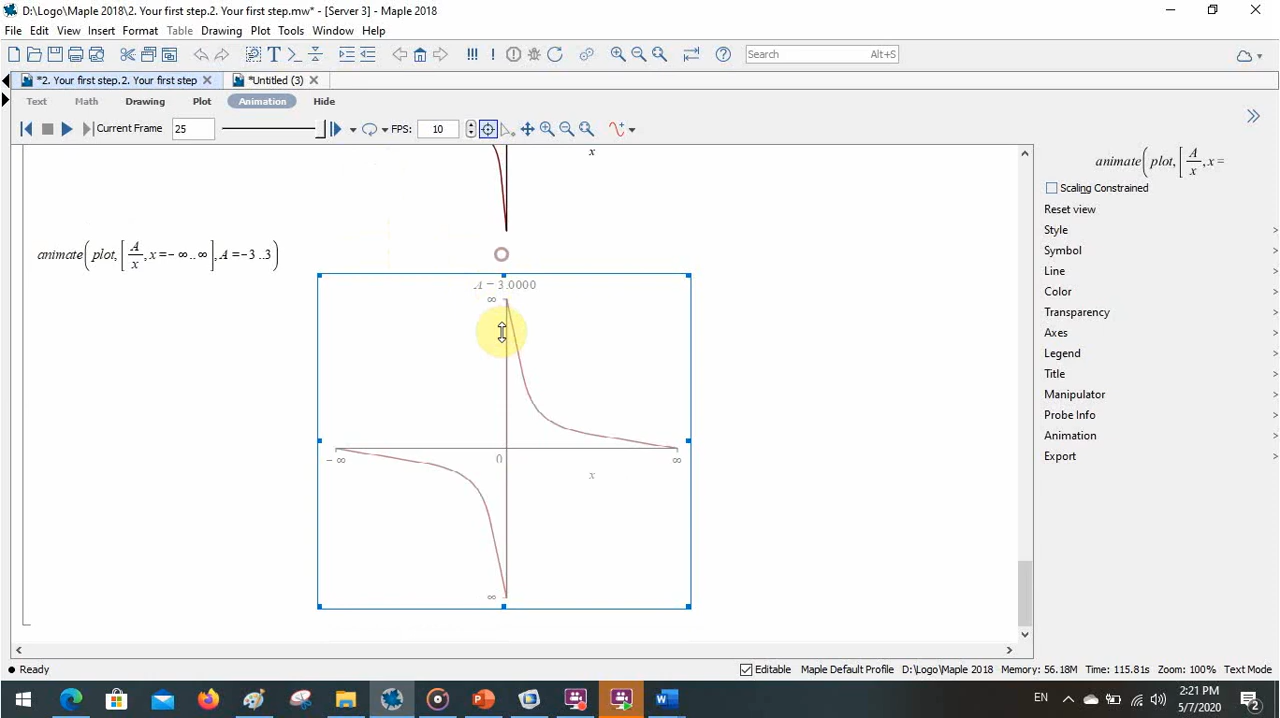 D:\Logo\Maple 2018\2. Your first step.2. Your first step.mw* - [Server 3] - Maple 2018
File Edit View Insert Format Table Drawing Plot Tools Window Help
Search Alt+S
*2. Your first step.2. Your first step *Untitled (3)
Text Math Drawing Plot Animation Hide
Current Frame 25 FPS: 10
x
animate(plot, [A/x, x = -∞..∞], A = -3..3)
A = 3.0000
∞
-∞ 0 ∞
x
∞
animate(plot, [A/x, x =
Scaling Constrained
Reset view
Style >
Symbol >
Line >
Color >
Transparency >
Axes >
Legend >
Title >
Manipulator >
Probe Info >
Animation >
Export >
Ready Editable Maple Default Profile D:\Logo\Maple 2018 Memory: 56.18M Time: 115.81s Zoom: 100% Text Mode
EN 2:21 PM
5/7/2020 2